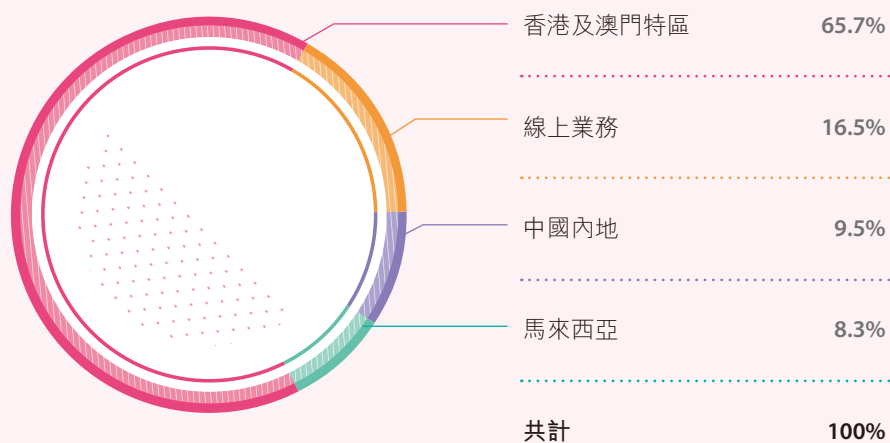 香港及澳門特區 65.7%
線上業務 16.5%
中國內地 9.5%
馬來西亞 8.3%
共計 100%